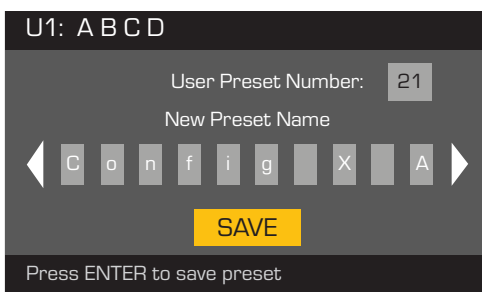 U1: A B C D
User Preset Number: 21
New Preset Name
C o n f i g X A
SAVE
Press ENTER to save preset